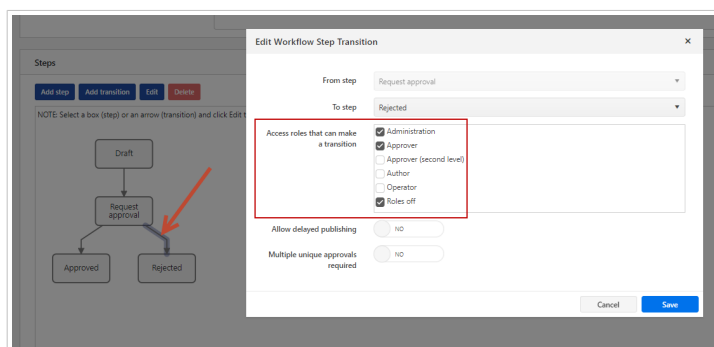 Edit Workflow Step Transition
×
Steps
Add step Add transition Edit Delete
NOTE: Select a box (step) or an arrow (transition) and click Edit t
Draft
Request
approval
Approved Rejected
From step Request approval
To step Rejected
Access roles that can make
a transition
Administration
Approver
Approver (second level)
Author
Operator
Roles off
Allow delayed publishing NO
Multiple unique approvals
required
NO
Cancel Save